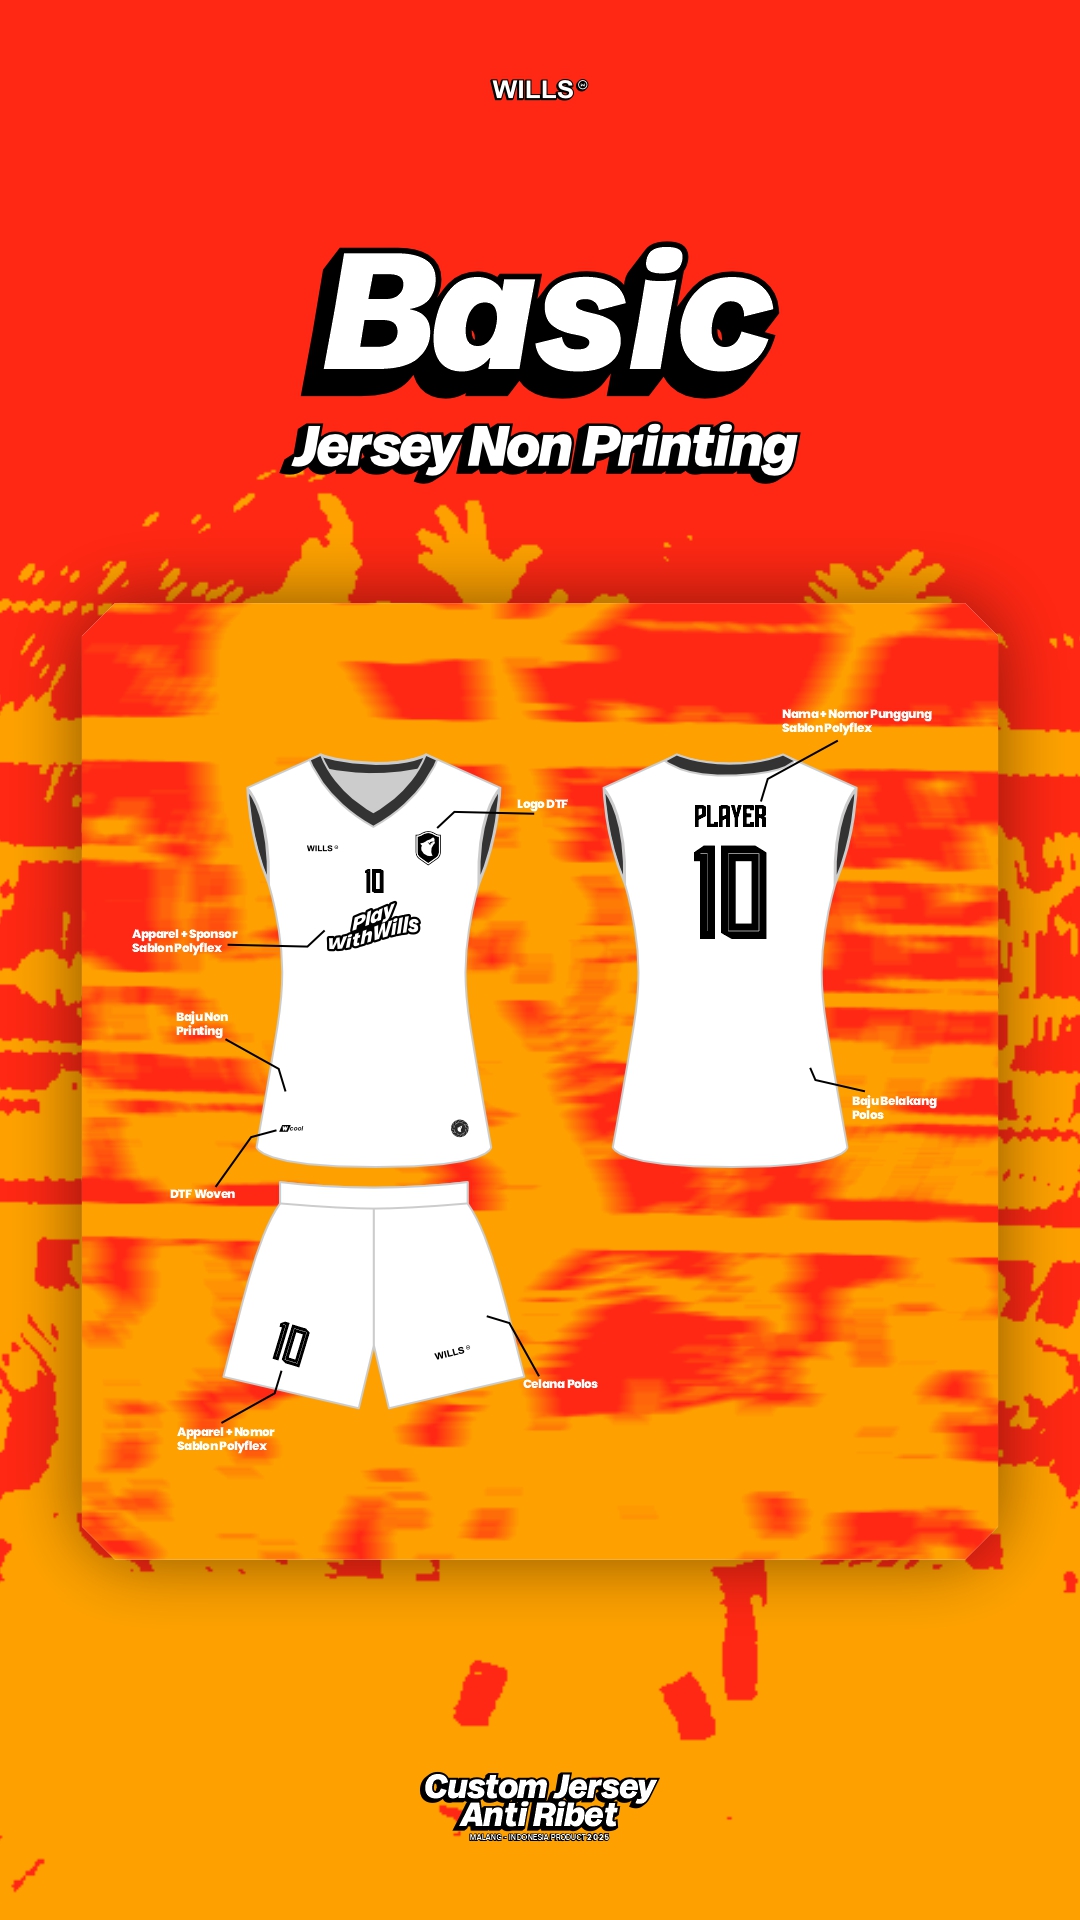 WILLS®
Basic
Jersey Non Printing
Nama + Nomor Punggung
Sablon Polyflex
Logo DTF
WILLS®
10
Play
withWills
PLAYER
10
Apparel + Sponsor
Sablon Polyflex
Baju Non
Printing
Baju Belakang
Polos
Wcool
DTF Woven
10
WILLS®
Celana Polos
Apparel + Nomor
Sablon Polyflex
Custom Jersey
Anti Ribet
MALANG - INDONESIA PRODUCT 2025